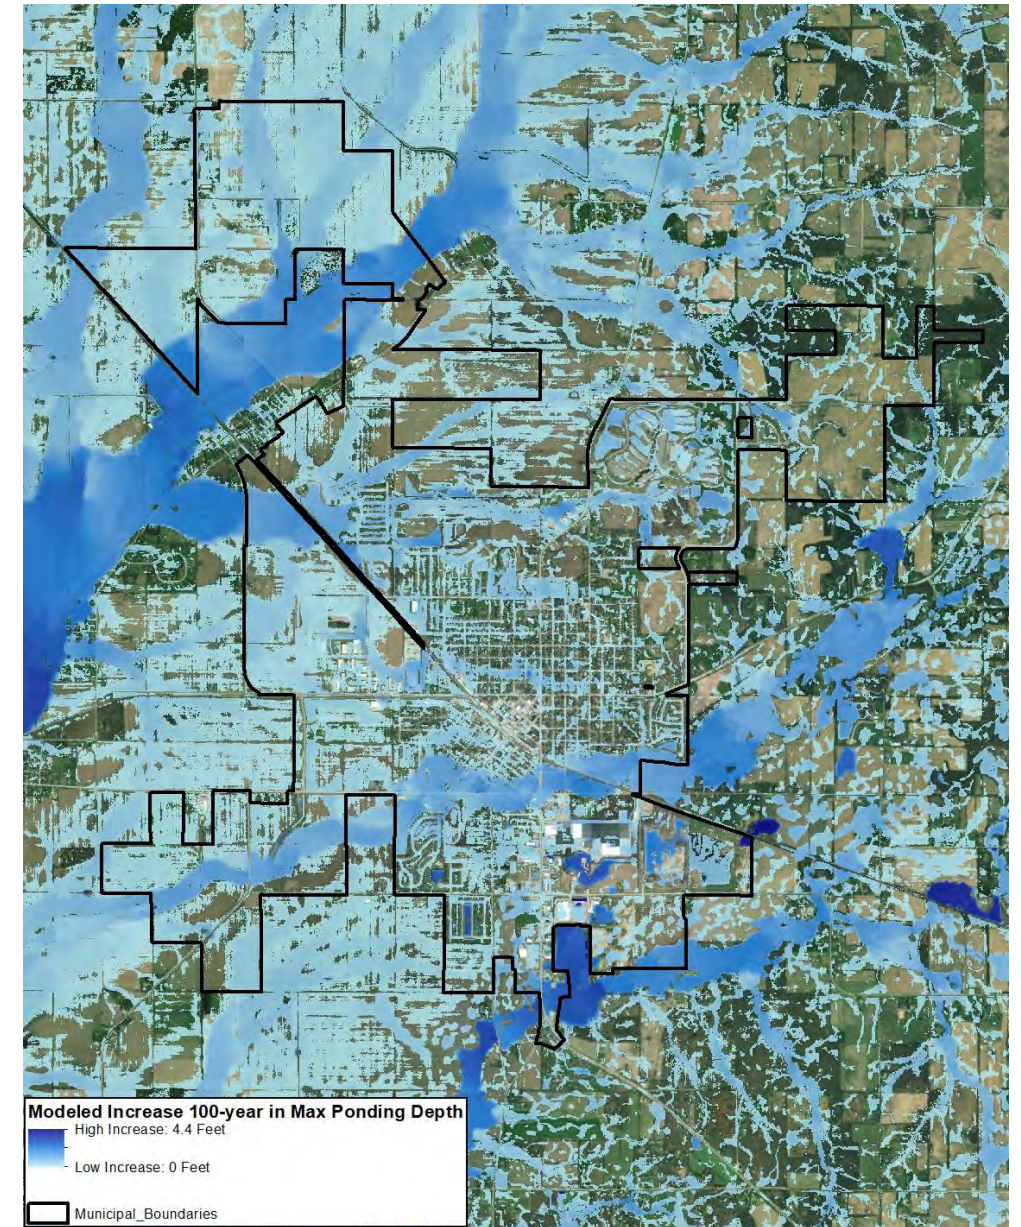 Modeled Increase 100-year in Max Ponding Depth
High Increase: 4.4 Feet
Low Increase: 0 Feet
Municipal_Boundaries